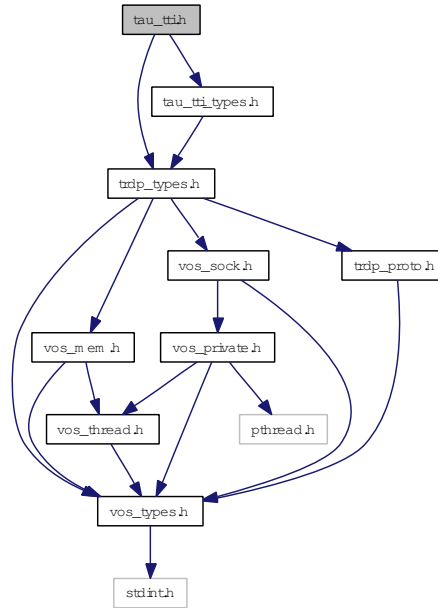 tau_tti.h
tau_tti_types.h
trdp_types.h
vos_sock.h
trdp_proto.h
vos_mem.h
vos_private.h
vos_thread.h
pthread.h
vos_types.h
stdint.h